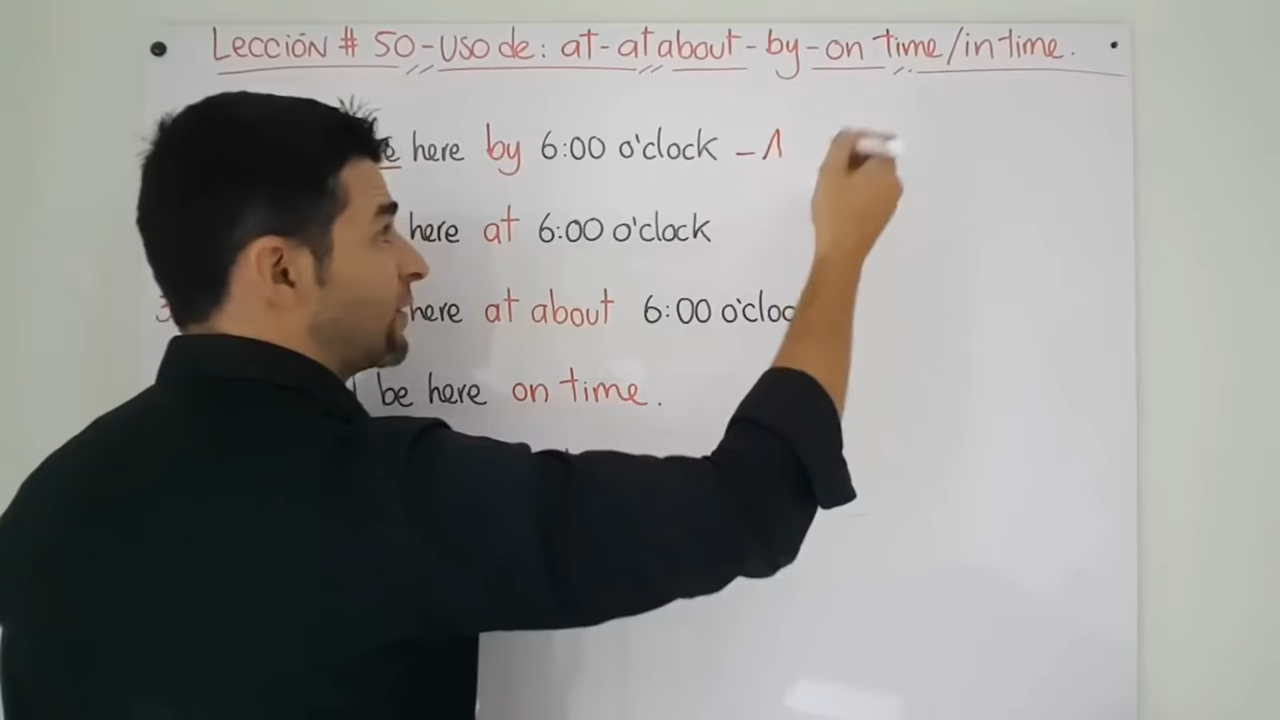 Lección # 50 - Uso de: at - at about - by - on time / in time.
here by 6:00 o'clock -
here at 6:00 o'clock
here at about 6:00 o'cloc
be here on time.